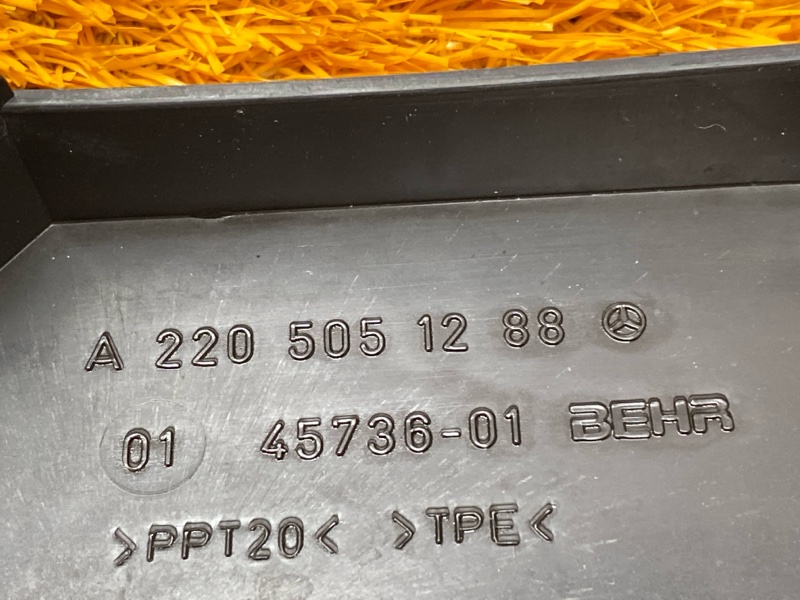 A 220 505 12 88
01 45736-01 BEHR
>PPT20< >TPE<